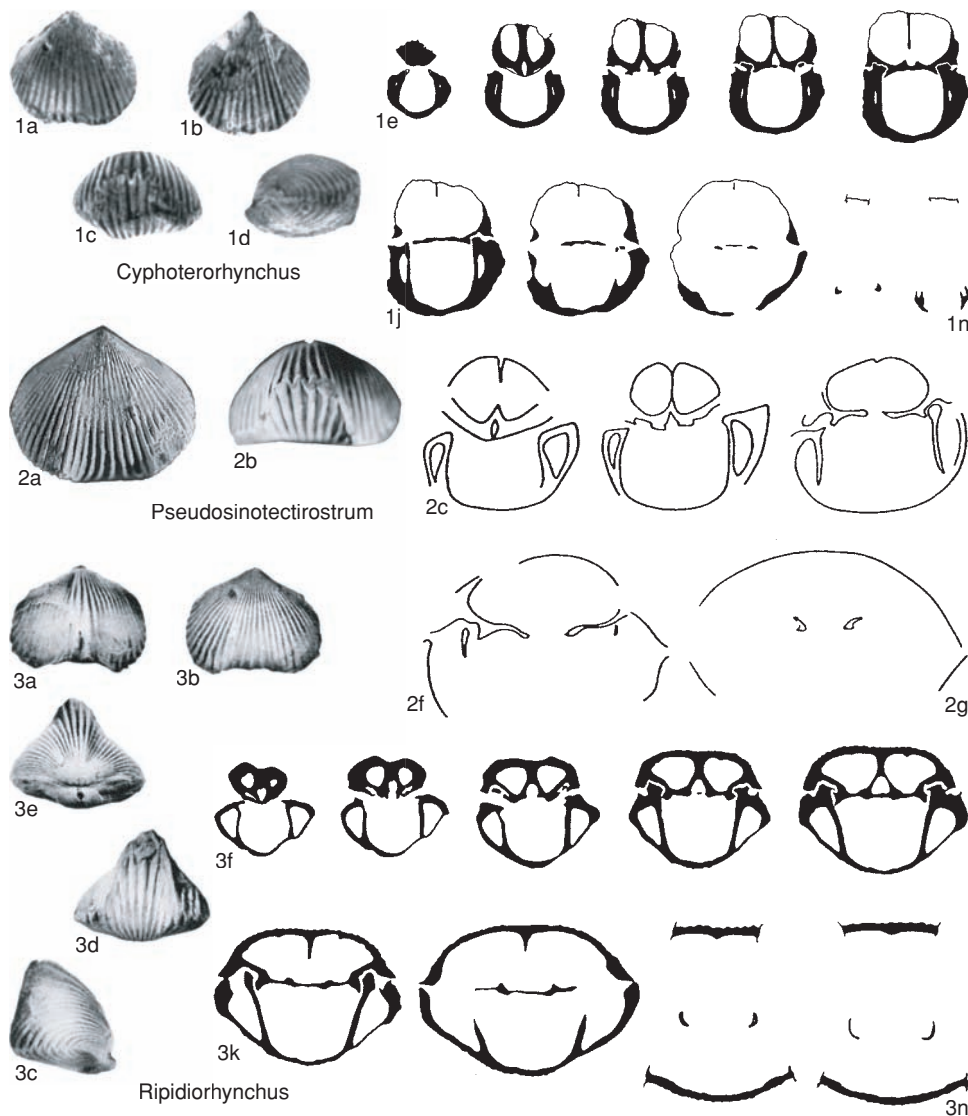 1a
1b
1e
1c
1d
Cyphoterorhynchus
1j
1n
2a
2b
2c
Pseudosinotectirostrum
2f
2g
3a
3b
3e
3f
3d
3k
3c
3n
Ripidiorhynchus